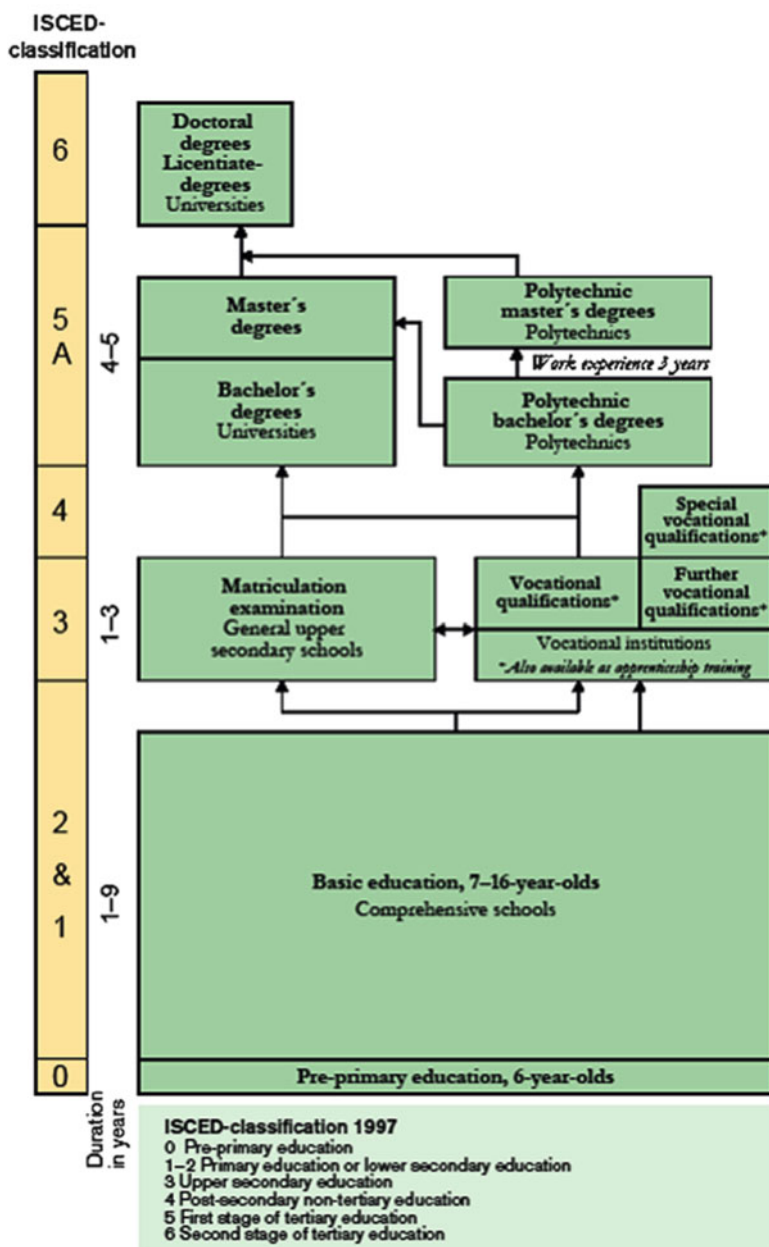 ISCED-
classification
6
Doctoral
degrees
Licentiate-
degrees
Universities
5
A
4–5
Master´s
degrees
Bachelor´s
degrees
Universities
Polytechnic
master´s degrees
Polytechnics
Work experience 3 years
Polytechnic
bachelor´s degrees
Polytechnics
4
Special
vocational
qualifications*
3
1–3
Matriculation
examination
General upper
secondary schools
Vocational
qualifications*
Further
vocational
qualifications*
Vocational institutions
*Also available as apprenticeship training
2
&
1
1–9
Basic education, 7–16-year-olds
Comprehensive schools
0
Pre-primary education, 6-year-olds
Duration
in years
ISCED-classification 1997
0 Pre-primary education
1–2 Primary education or lower secondary education
3 Upper secondary education
4 Post-secondary non-tertiary education
5 First stage of tertiary education
6 Second stage of tertiary education